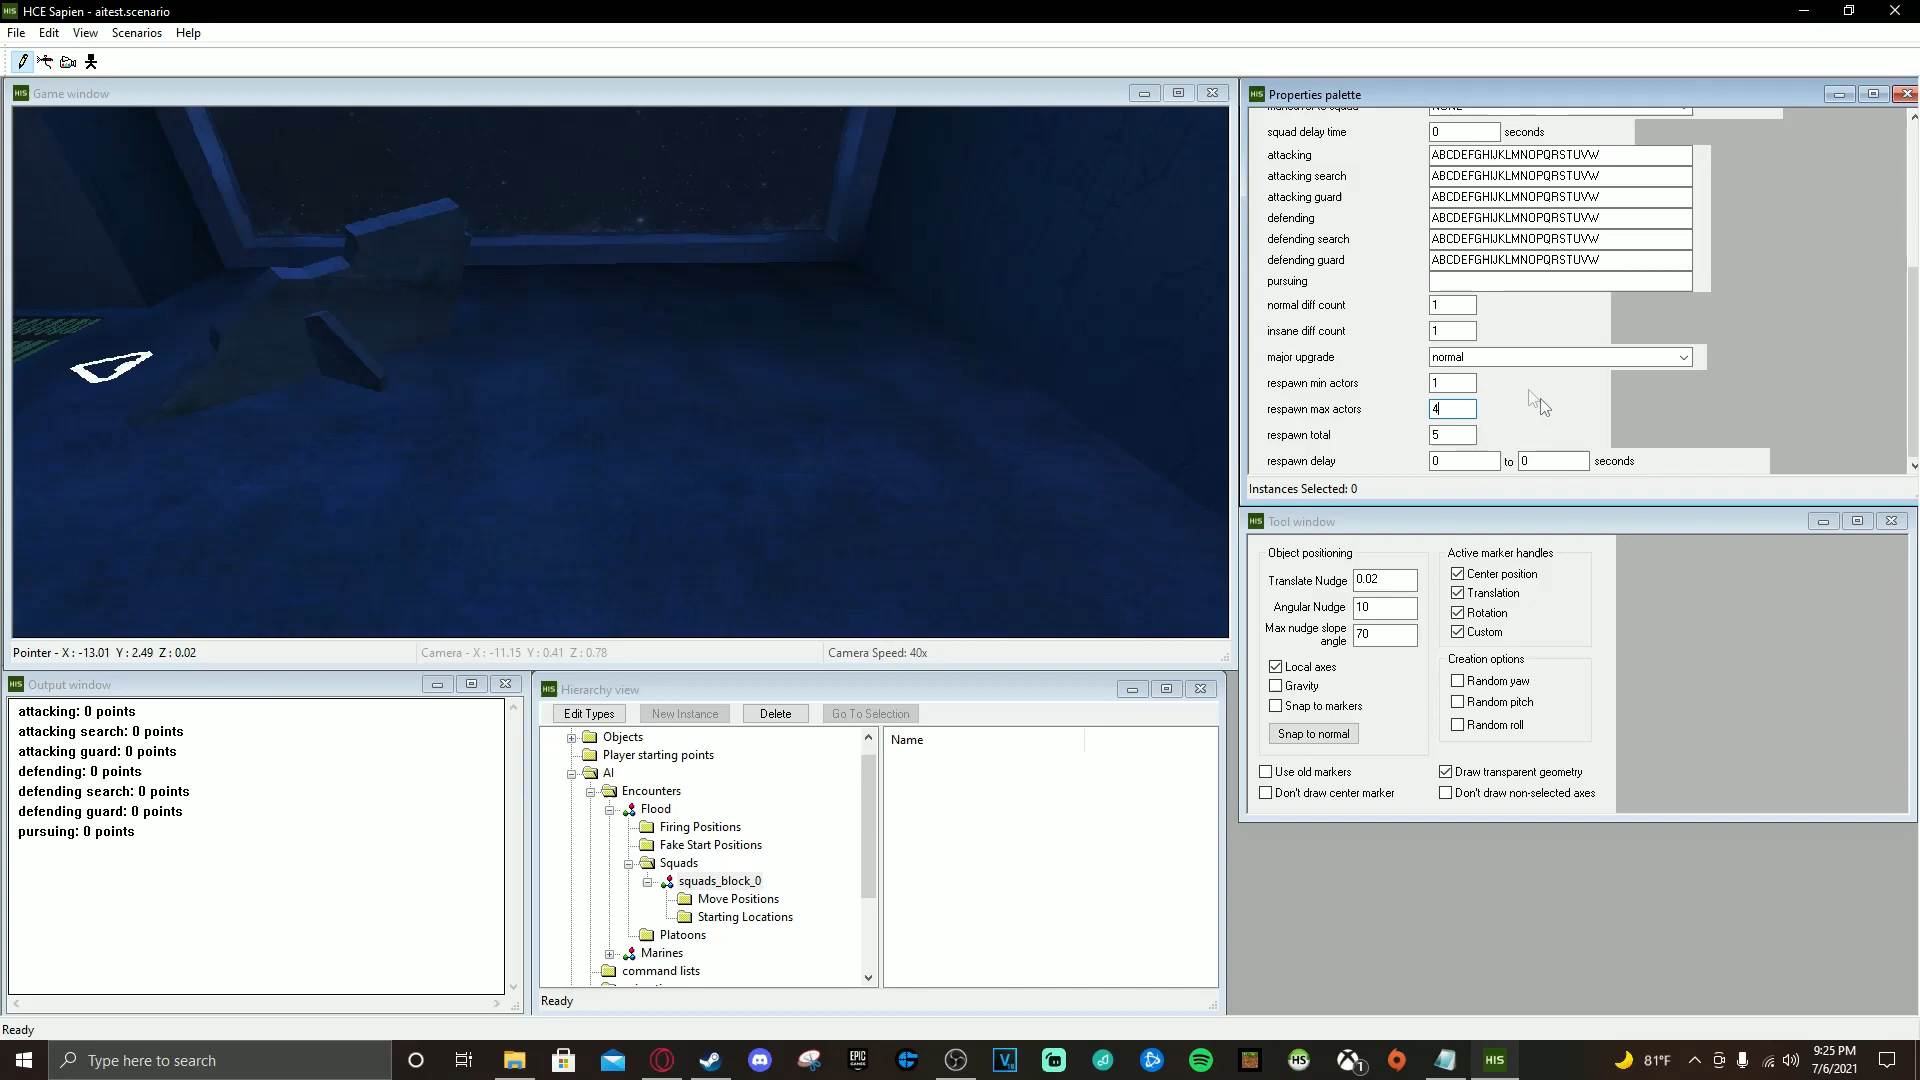 HIS HCE Sapien - aitest.scenario
File Edit View Scenarios Help
HIS Game window
Pointer - X : -13.01 Y : 2.49 Z : 0.02
Camera - X : -11.15 Y : 0.41 Z : 0.78
Camera Speed: 40x
HIS Properties palette
squad delay time 0 seconds
attacking ABCDEFGHIJKLMNOPQRSTUVW
attacking search ABCDEFGHIJKLMNOPQRSTUVW
attacking guard ABCDEFGHIJKLMNOPQRSTUVW
defending ABCDEFGHIJKLMNOPQRSTUVW
defending search ABCDEFGHIJKLMNOPQRSTUVW
defending guard ABCDEFGHIJKLMNOPQRSTUVW
pursuing
normal diff count 1
insane diff count 1
major upgrade normal
respawn min actors 1
respawn max actors 4
respawn total 5
respawn delay 0 to 0 seconds
Instances Selected: 0
HIS Tool window
Object positioning
Translate Nudge 0.02
Angular Nudge 10
Max nudge slope
angle 70
Local axes
Gravity
Snap to markers
Snap to normal
Use old markers
Don't draw center marker
Active marker handles
Center position
Translation
Rotation
Custom
Creation options
Random yaw
Random pitch
Random roll
Draw transparent geometry
Don't draw non-selected axes
HIS Output window
attacking: 0 points
attacking search: 0 points
attacking guard: 0 points
defending: 0 points
defending search: 0 points
defending guard: 0 points
pursuing: 0 points
HIS Hierarchy view
Edit Types New Instance Delete Go To Selection
Objects
Player starting points
AI
Encounters
Flood
Firing Positions
Fake Start Positions
Squads
squads_block_0
Move Positions
Starting Locations
Platoons
Marines
command lists
Name
Ready
Ready
Type here to search
EPIC
GAMES
HS
1
HIS
81°F
9:25 PM
7/6/2021